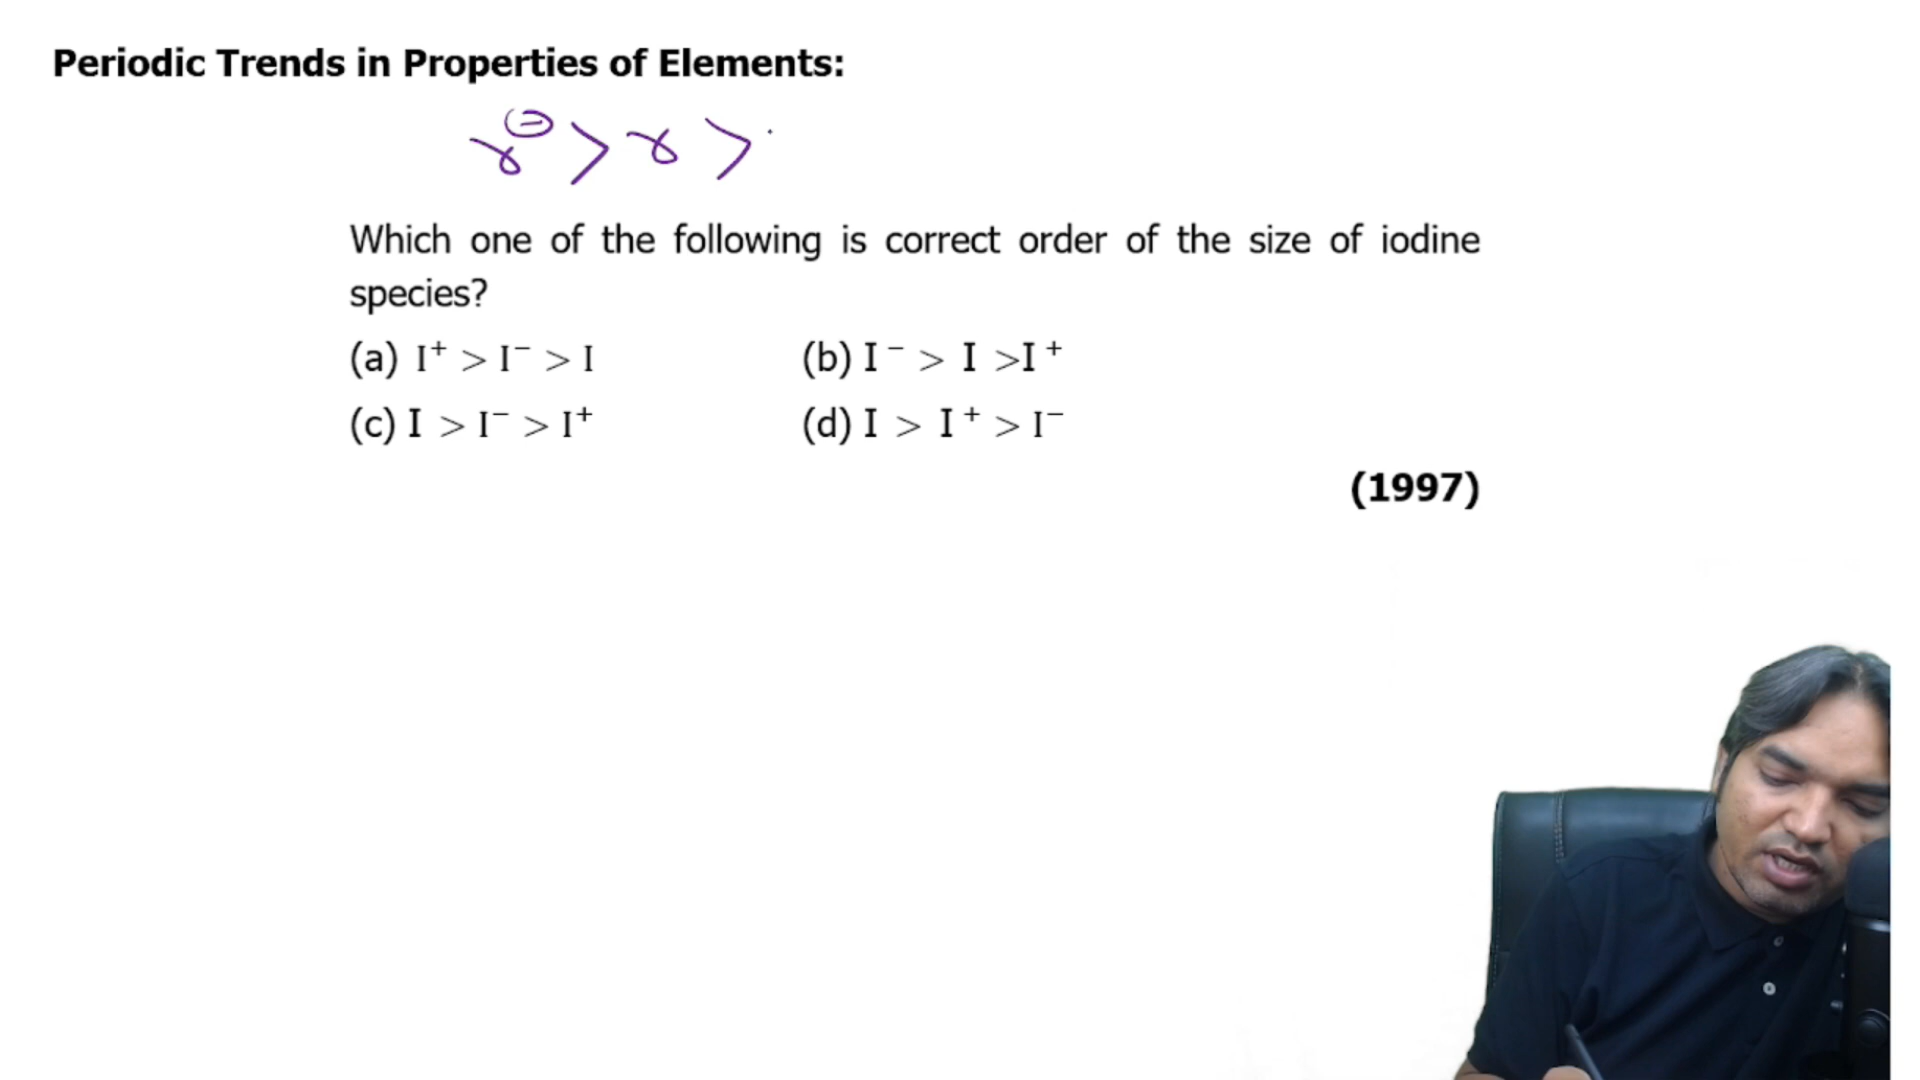 Periodic Trends in Properties of Elements:
r⊖ > r >
Which one of the following is correct order of the size of iodine
species?
(a) I⁺ > I⁻ > I (b) I⁻ > I >I⁺
(c) I > I⁻ > I⁺ (d) I > I⁺ > I⁻
(1997)